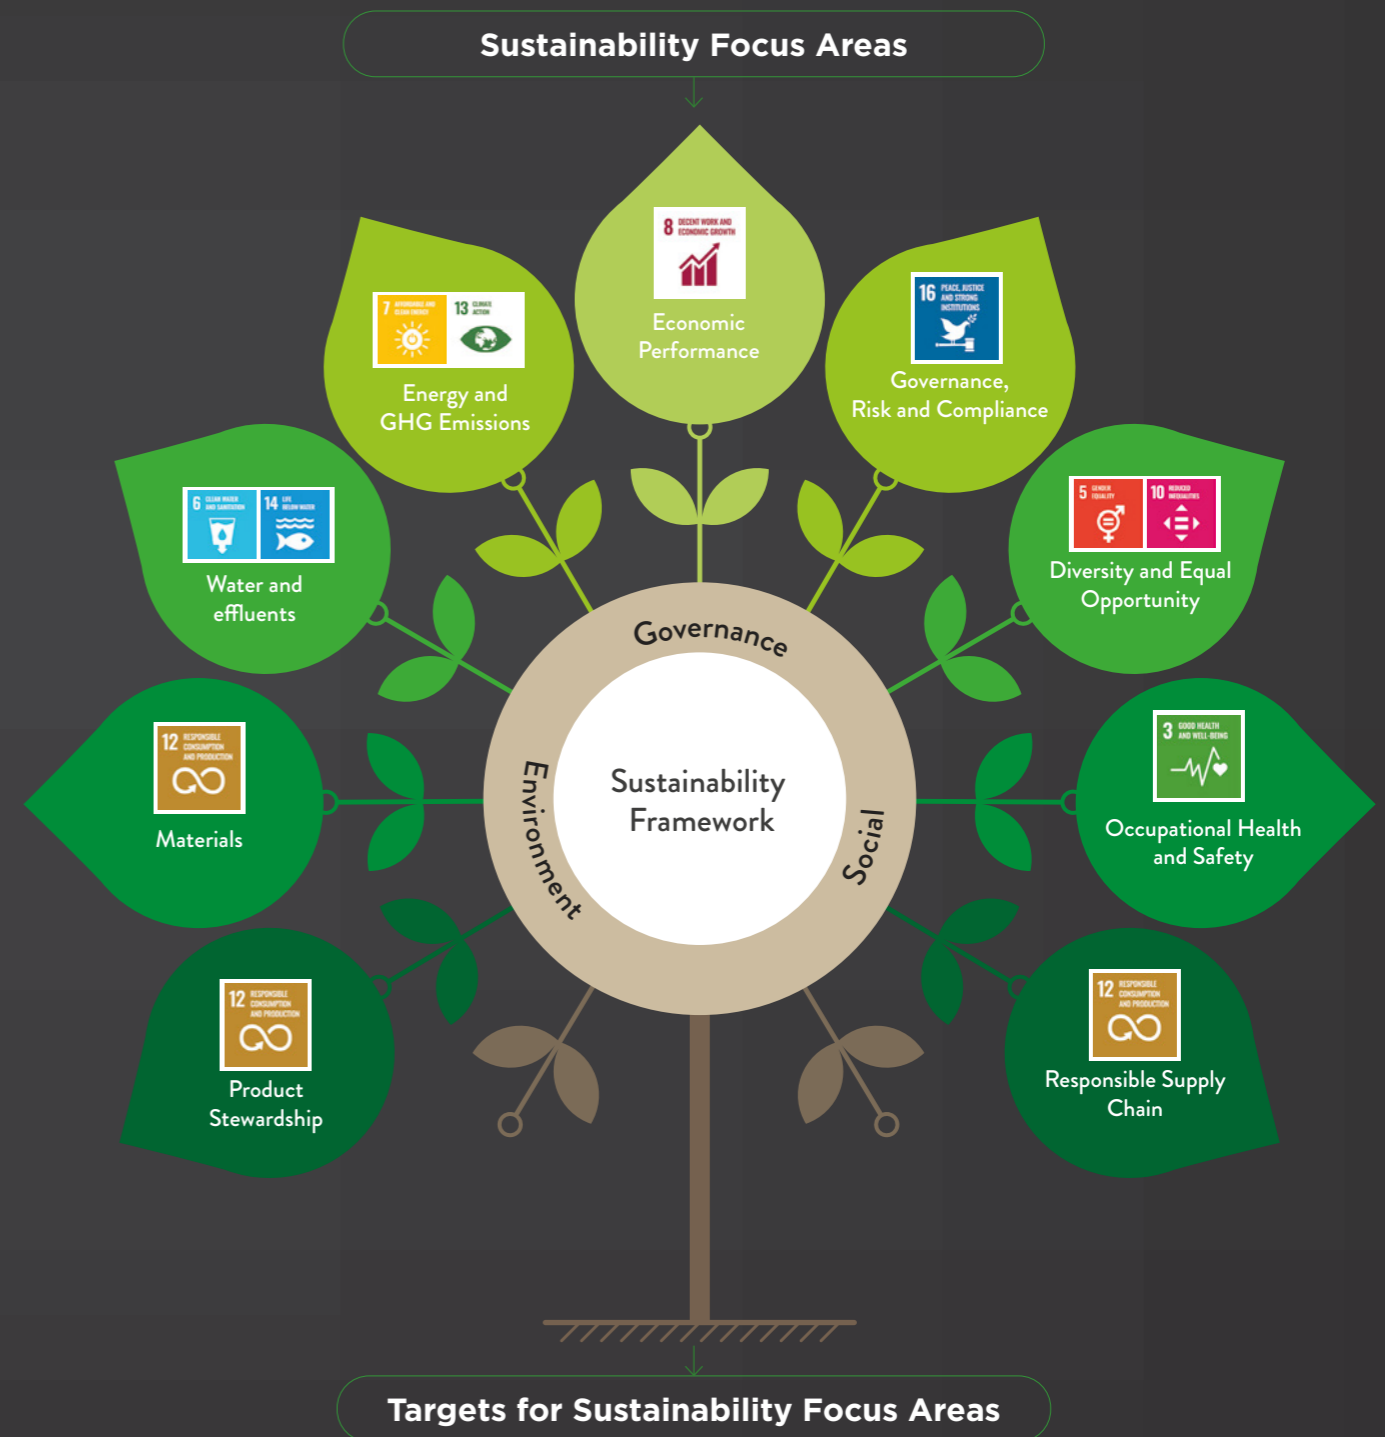 Sustainability Focus Areas
8 DECENT WORK AND
ECONOMIC GROWTH
Economic
Performance
7 AFFORDABLE AND
CLEAN ENERGY
13 CLIMATE
ACTION
Energy and
GHG Emissions
16 PEACE, JUSTICE
AND STRONG
INSTITUTIONS
Governance,
Risk and Compliance
6 CLEAN WATER
AND SANITATION
14 LIFE
BELOW WATER
Water and
effluents
5 GENDER
EQUALITY
10 REDUCED
INEQUALITIES
Diversity and Equal
Opportunity
12 RESPONSIBLE
CONSUMPTION
AND PRODUCTION
Materials
Governance
Environment
Social
Sustainability
Framework
3 GOOD HEALTH
AND WELL-BEING
Occupational Health
and Safety
12 RESPONSIBLE
CONSUMPTION
AND PRODUCTION
Product
Stewardship
12 RESPONSIBLE
CONSUMPTION
AND PRODUCTION
Responsible Supply
Chain
Targets for Sustainability Focus Areas